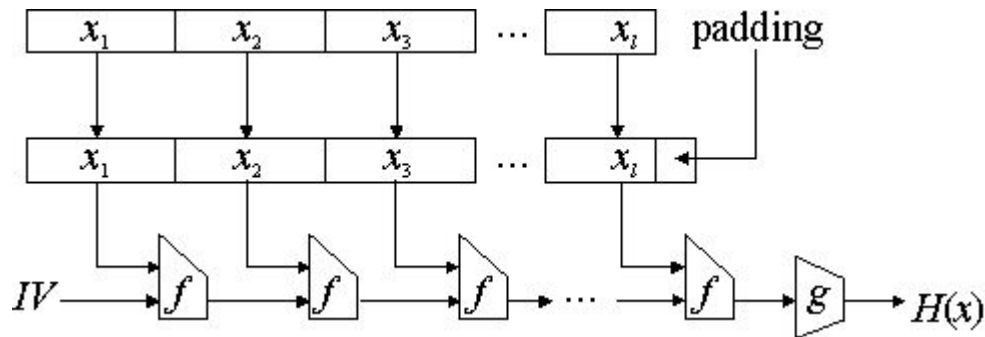 x₁ x₂ x₃ ... xₗ padding
x₁ x₂ x₃ ... xₗ
IV f f f ... f g H(x)